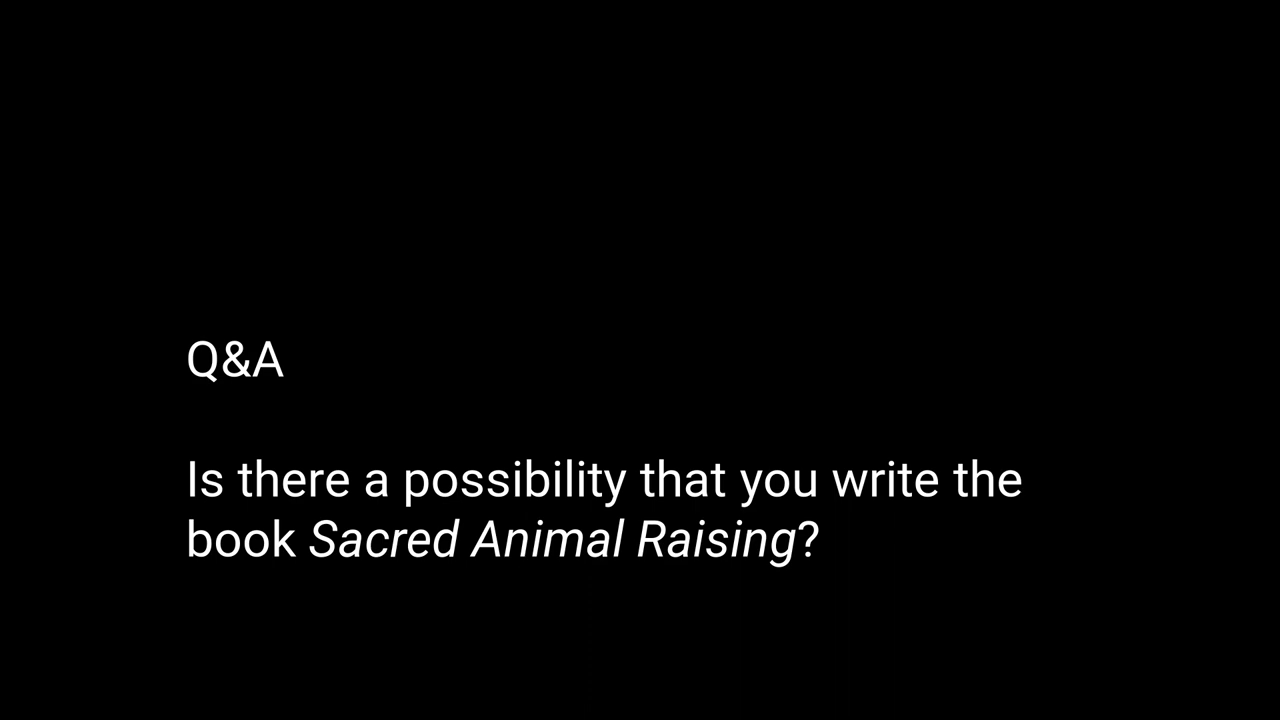 Q&A
Is there a possibility that you write the
book Sacred Animal Raising?